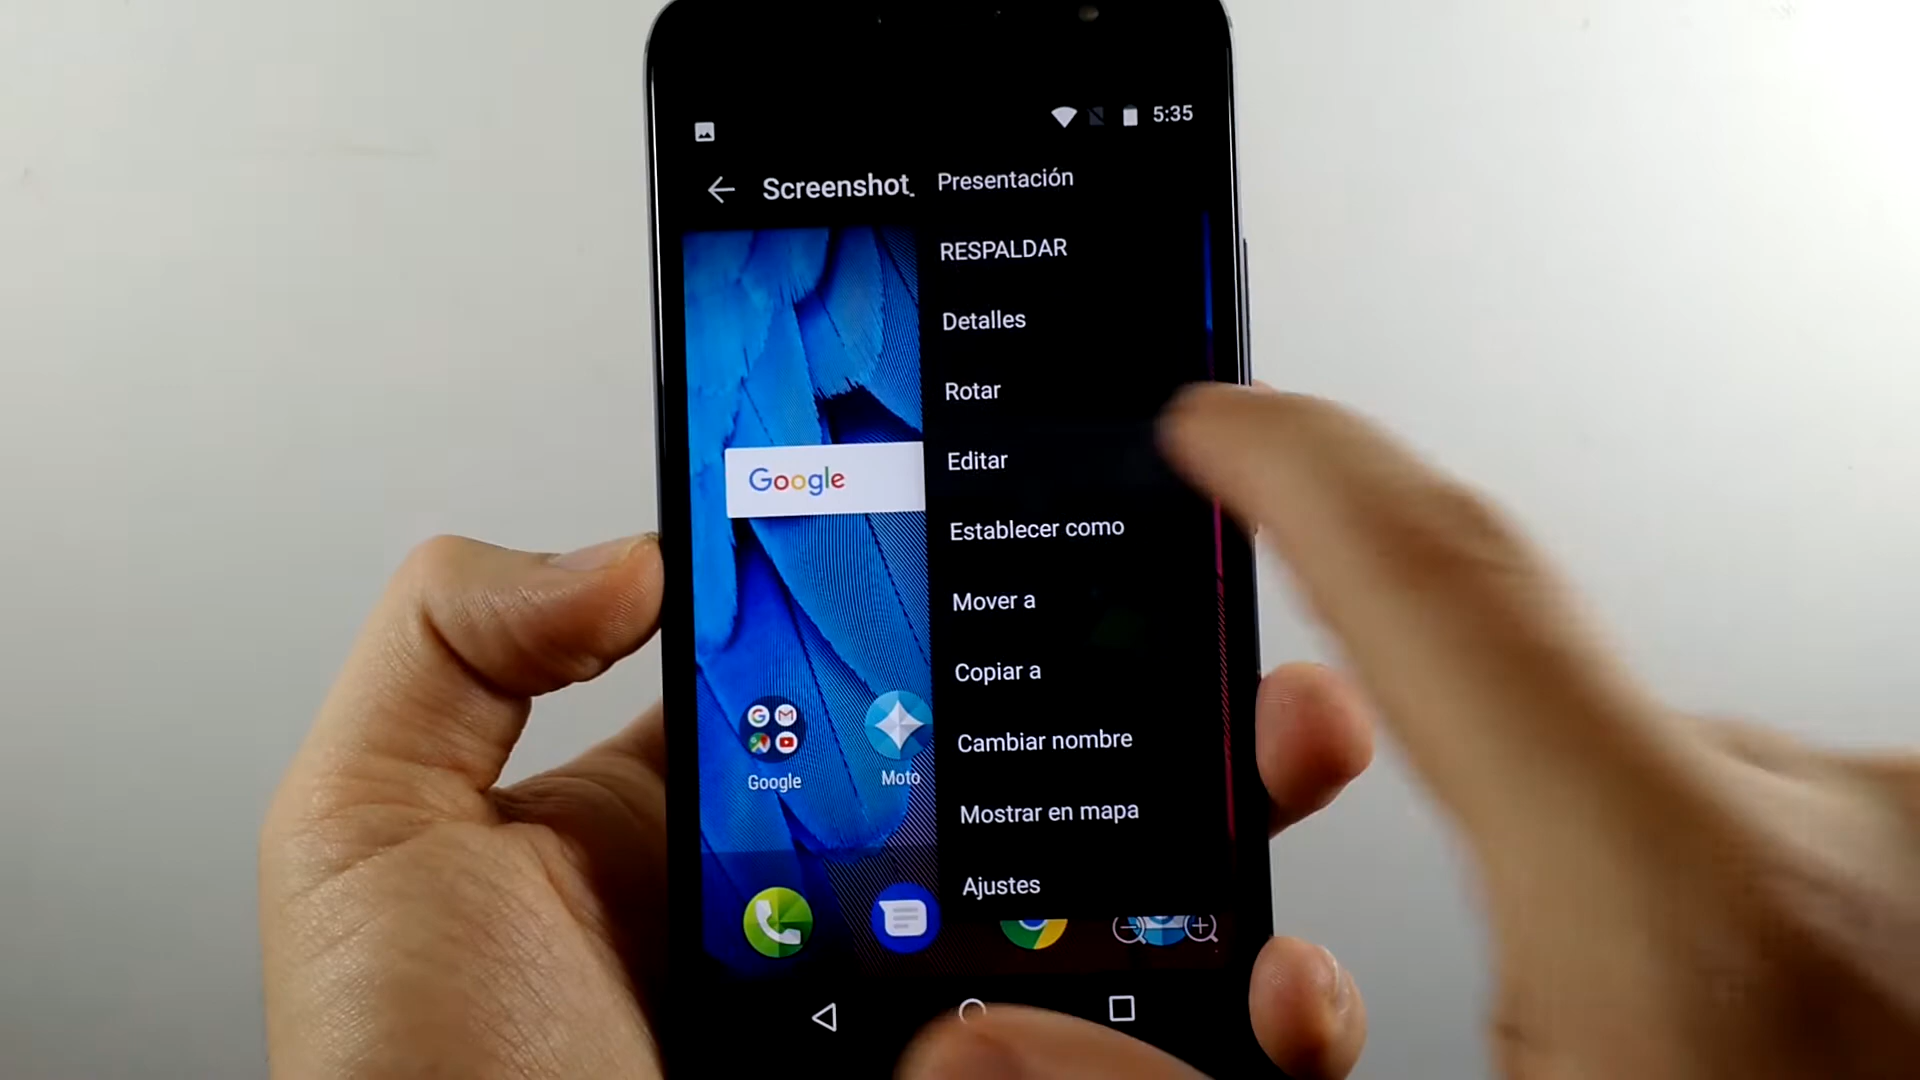 5:35
Screenshot_
Presentación
RESPALDAR
Detalles
Rotar
Editar
Google
Establecer como
Mover a
Copiar a
Cambiar nombre
Google
Moto
Mostrar en mapa
Ajustes